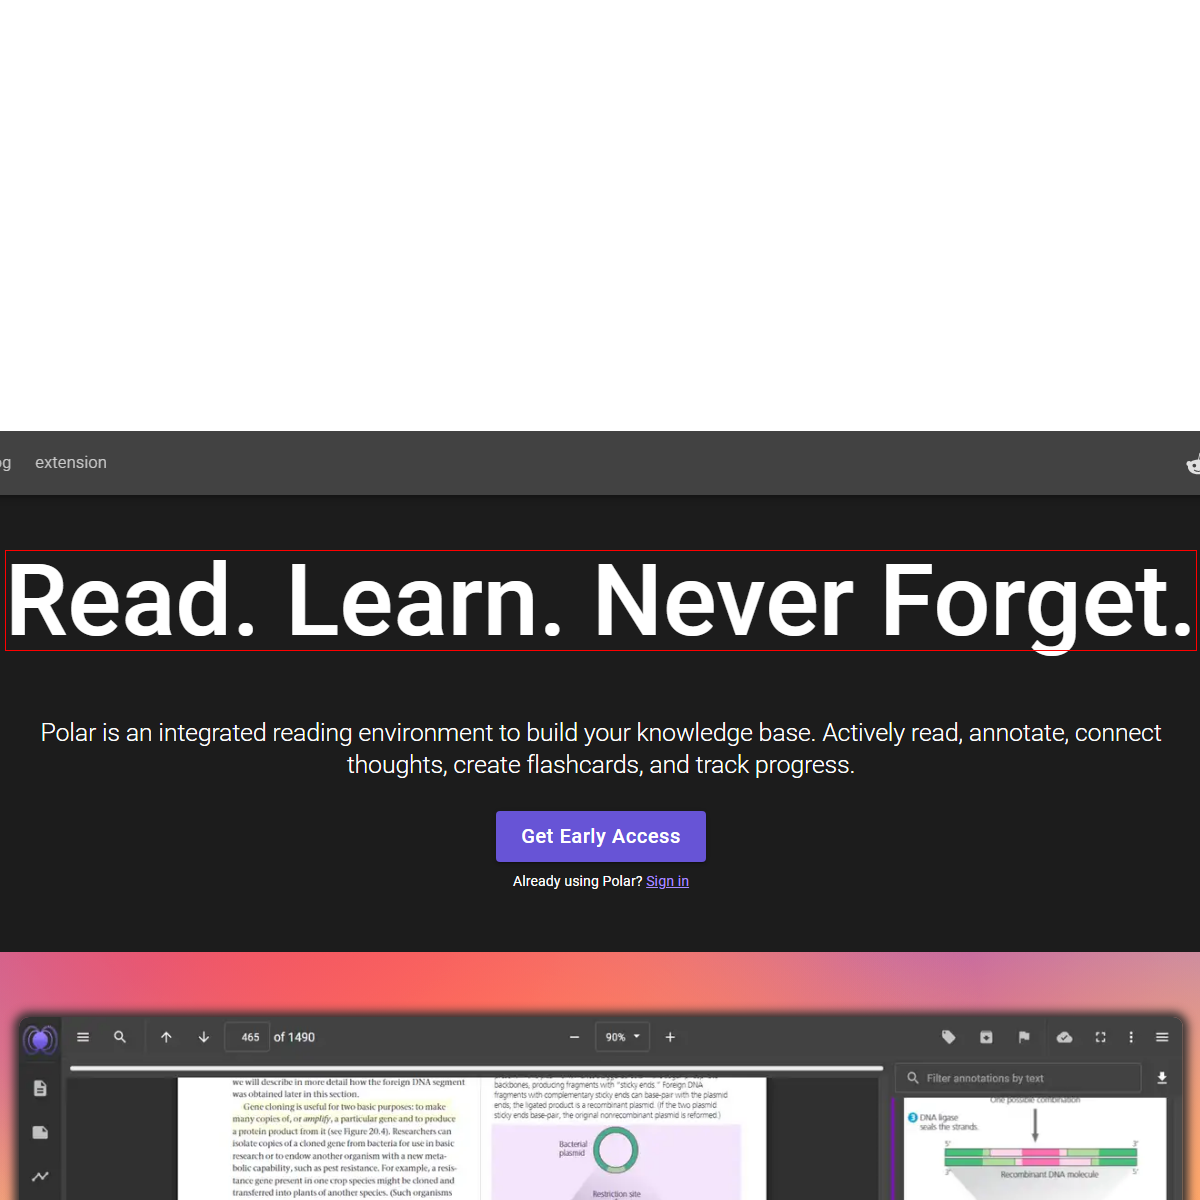 extension
Read. Learn. Never Forget.
Polar is an integrated reading environment to build your knowledge base. Actively read, annotate, connect
thoughts, create flashcards, and track progress.
Get Early Access
Already using Polar? Sign in
465 of 1490
90%
Filter annotations by text
we will describe in more detail how the foreign DNA segment
was obtained later in this section.
Gene cloning is useful for two basic purposes: to make
many copies of, or amplify, a particular gene and to produce
a protein product from it (see Figure 20.4). Researchers can
isolate copies of a cloned gene from bacteria for use in basic
research or to endow another organism with a new meta-
bolic capability, such as pest resistance. For example, a resis-
tance gene present in one crop species might be cloned and
transferred into plants of another species. (Such organisms
backbones, producing fragments with "sticky ends." Foreign DNA
fragments with complementary sticky ends can base-pair with the plasmid
ends; the ligated product is a recombinant plasmid. (If the two plasmid
sticky ends base-pair, the original nonrecombinant plasmid is reformed.)
Bacterial
plasmid
Restriction site
One possible combination
3 DNA ligase
seals the strands.
5' 3'
3' 5'
Recombinant DNA molecule